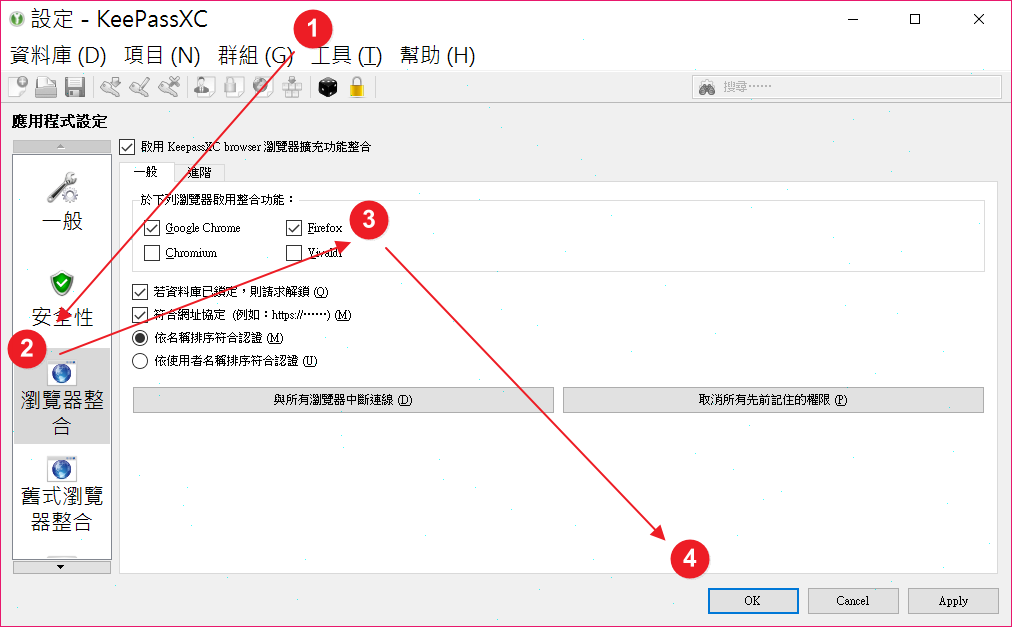 設定 - KeePassXC
1
資料庫 (D) 項目 (N) 群組 (G) 工具 (T) 幫助 (H)
搜尋⋯⋯
應用程式設定
啟用 KeepassXC browser 瀏覽器擴充功能整合
一般 進階
於下列瀏覽器啟用整合功能：
Google Chrome Firefox
3
Chromium Vivaldi
若資料庫已鎖定，則請求解鎖 (O)
符合網址協定 (例如：https://⋯⋯) (M)
依名稱排序符合認證 (M)
依使用者名稱排序符合認證 (U)
與所有瀏覽器中斷連線 (D) 取消所有先前記住的權限 (P)
一般
安全性
2
瀏覽器整
合
舊式瀏覽
器整合
4
OK Cancel Apply